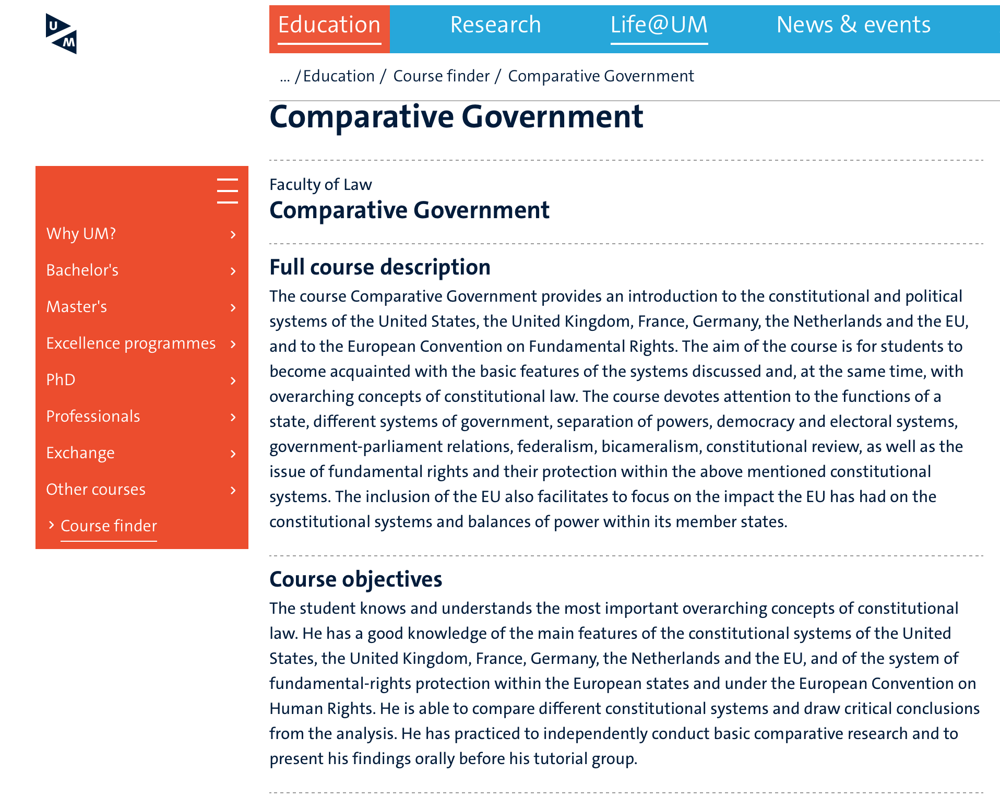 U
M
Education
Research
Life@UM
News & events
... / Education / Course finder / Comparative Government
Comparative Government
Why UM?
Bachelor's
Master's
Excellence programmes
PhD
Professionals
Exchange
Other courses
Course finder
Faculty of Law
Comparative Government
Full course description
The course Comparative Government provides an introduction to the constitutional and political
systems of the United States, the United Kingdom, France, Germany, the Netherlands and the EU,
and to the European Convention on Fundamental Rights. The aim of the course is for students to
become acquainted with the basic features of the systems discussed and, at the same time, with
overarching concepts of constitutional law. The course devotes attention to the functions of a
state, different systems of government, separation of powers, democracy and electoral systems,
government-parliament relations, federalism, bicameralism, constitutional review, as well as the
issue of fundamental rights and their protection within the above mentioned constitutional
systems. The inclusion of the EU also facilitates to focus on the impact the EU has had on the
constitutional systems and balances of power within its member states.
Course objectives
The student knows and understands the most important overarching concepts of constitutional
law. He has a good knowledge of the main features of the constitutional systems of the United
States, the United Kingdom, France, Germany, the Netherlands and the EU, and of the system of
fundamental-rights protection within the European states and under the European Convention on
Human Rights. He is able to compare different constitutional systems and draw critical conclusions
from the analysis. He has practiced to independently conduct basic comparative research and to
present his findings orally before his tutorial group.